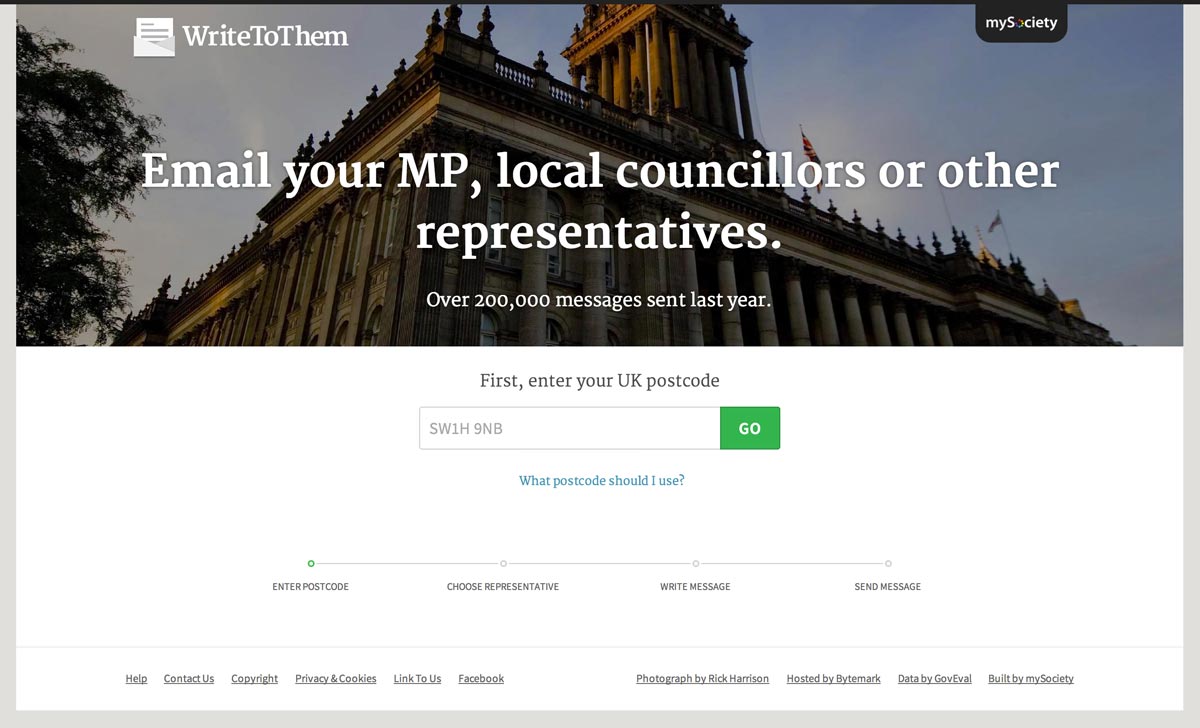 WriteToThem
mySociety
Email your MP, local councillors or other
representatives.
Over 200,000 messages sent last year.
First, enter your UK postcode
SW1H 9NB
GO
What postcode should I use?
ENTER POSTCODE
CHOOSE REPRESENTATIVE
WRITE MESSAGE
SEND MESSAGE
Help Contact Us Copyright Privacy & Cookies Link To Us Facebook
Photograph by Rick Harrison Hosted by Bytemark Data by GovEval Built by mySociety